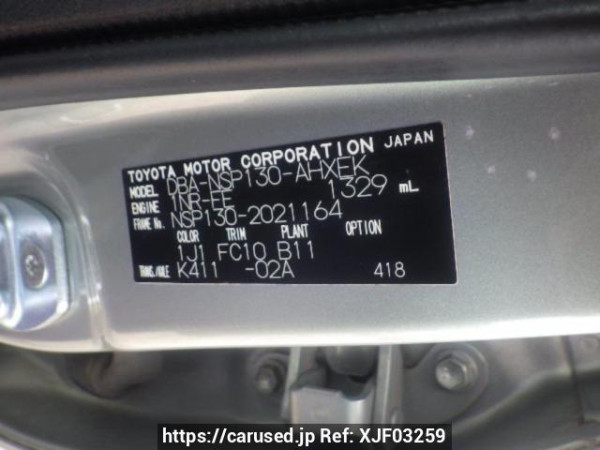 TOYOTA MOTOR CORPORATION JAPAN
MODEL DBA-NSP130-AHXEK
ENGINE 1NR-FE 1329 mL
FRAME No. NSP130-2021164
COLOR TRIM PLANT OPTION
1J1 FC10 B11
TRANS./AXLE K411 -02A 418
https://carused.jp Ref: XJF03259